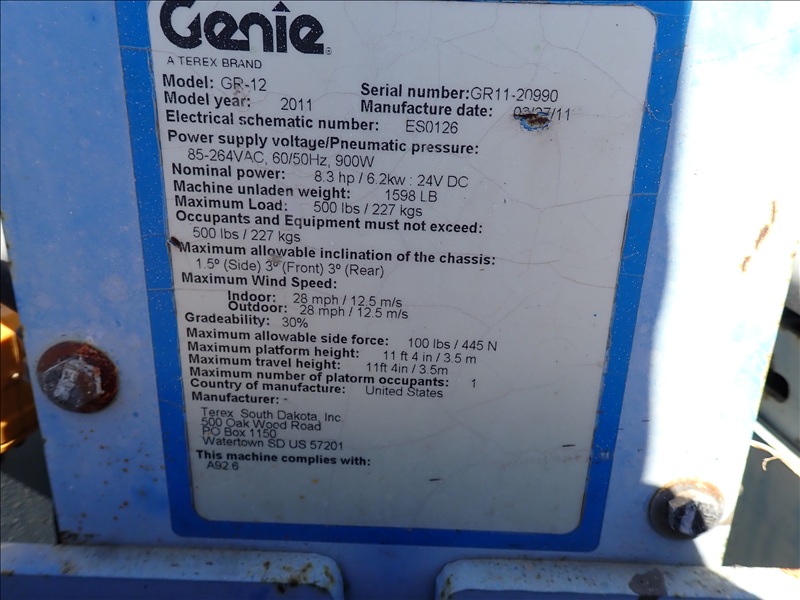 Genie
A TEREX BRAND
Model: GR-12
Serial number:GR11-20990
Model year: 2011
Manufacture date: /11
Electrical schematic number: ES0126
Power supply voltage/Pneumatic pressure:
85-264VAC, 60/50Hz, 900W
Nominal power: 8.3 hp / 6.2kw : 24V DC
Machine unladen weight: 1598 LB
Maximum Load: 500 lbs / 227 kgs
Occupants and Equipment must not exceed:
500 lbs / 227 kgs
Maximum allowable inclination of the chassis:
1.5º (Side) 3º (Front) 3º (Rear)
Maximum Wind Speed:
Indoor: 28 mph / 12.5 m/s
Outdoor: 28 mph / 12.5 m/s
Gradeability: 30%
Maximum allowable side force: 100 lbs / 445 N
Maximum platform height: 11 ft 4 in / 3.5 m
Maximum travel height: 11ft 4in / 3.5m
Maximum number of platorm occupants: 1
Country of manufacture: United States
Manufacturer: -
Terex South Dakota, Inc.
500 Oak Wood Road
PO Box 1150
Watertown SD US 57201
This machine complies with:
A92.6